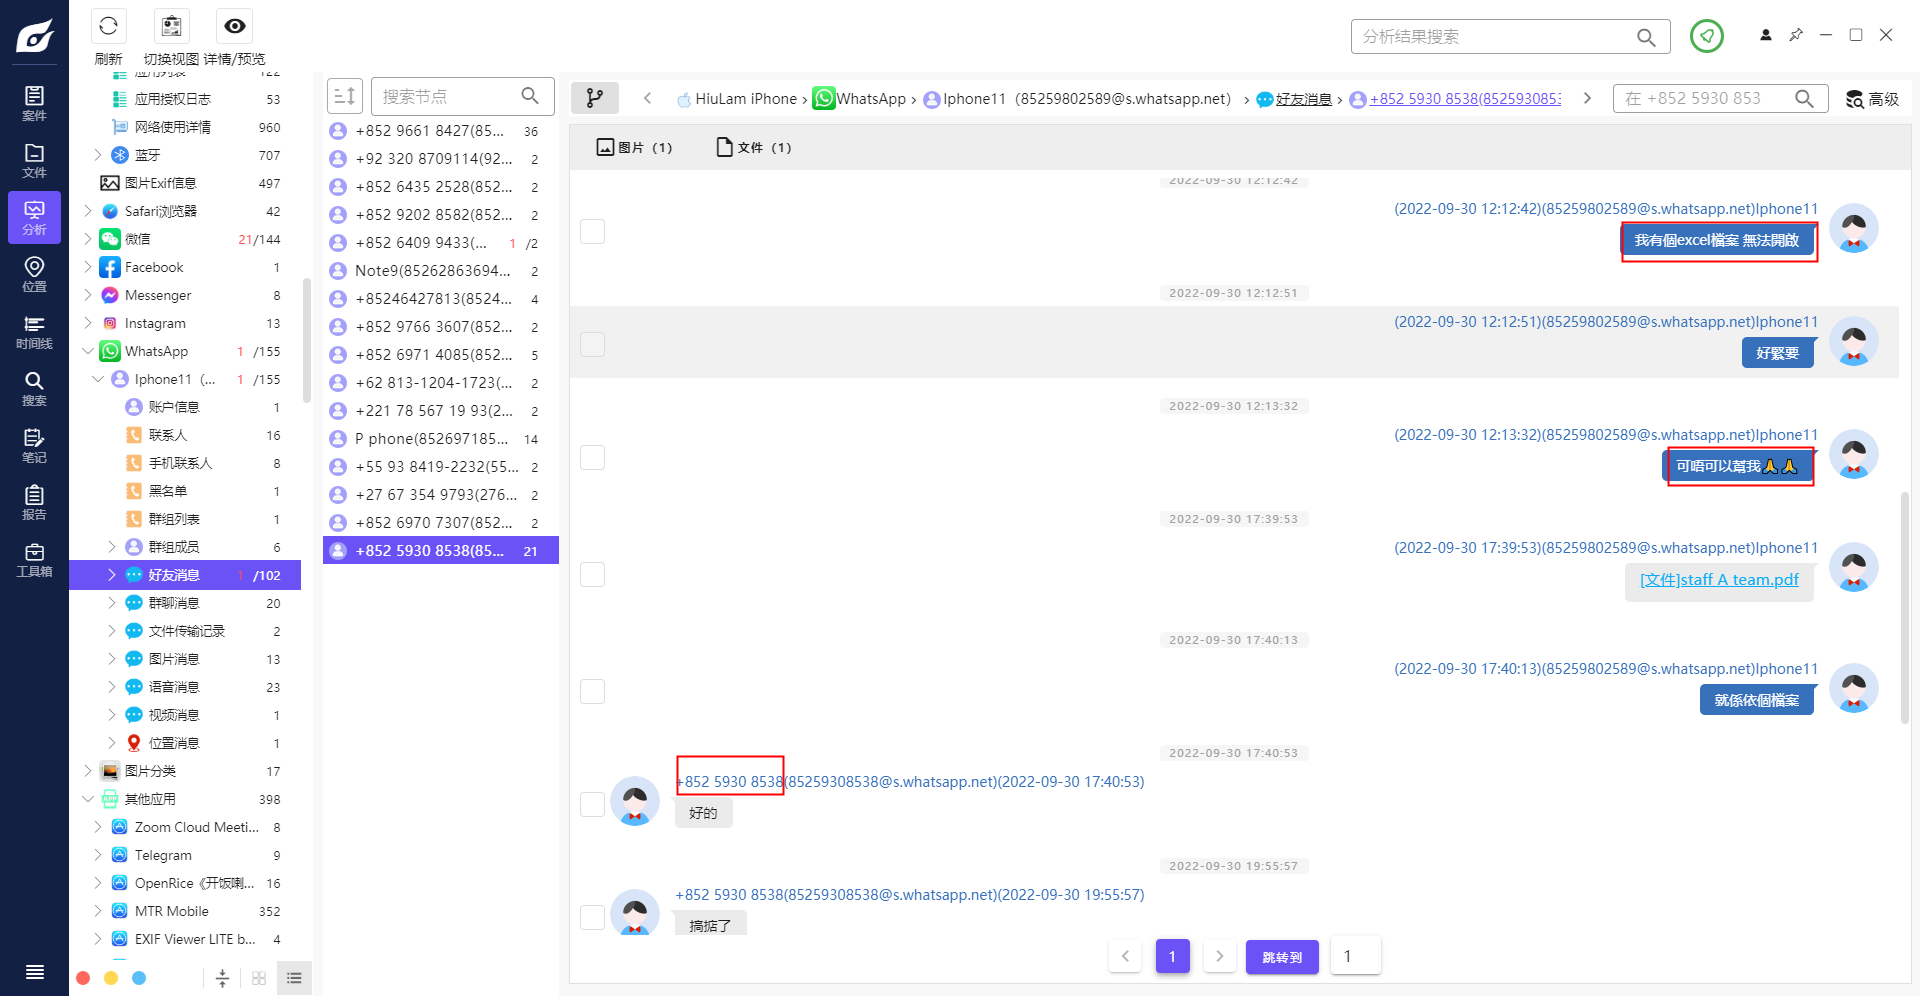 刷新
切换视图
详情/预览
分析结果搜索
案件
文件
分析
位置
时间线
搜索
笔记
报告
工具箱
应用列表 122
应用授权日志 53
网络使用详情 960
蓝牙 707
图片Exif信息 497
Safari浏览器 42
微信 21/144
Facebook 1
Messenger 8
Instagram 13
WhatsApp 1 /155
Iphone11（... 1 /155
账户信息 1
联系人 16
手机联系人 8
黑名单 1
群组列表 1
群组成员 6
好友消息 1 /102
群聊消息 20
文件传输记录 2
图片消息 13
语音消息 23
视频消息 1
位置消息 1
图片分类 17
其他应用 398
Zoom Cloud Meeti... 8
Telegram 9
OpenRice《开饭喇... 16
MTR Mobile 352
EXIF Viewer LITE b... 4
搜索节点
+852 9661 8427(85... 36
+92 320 8709114(92... 2
+852 6435 2528(852... 2
+852 9202 8582(852... 2
+852 6409 9433(... 1 /2
Note9(85262863694... 2
+85246427813(8524... 4
+852 9766 3607(852... 2
+852 6971 4085(852... 5
+62 813-1204-1723(... 2
+221 78 567 19 93(2... 2
P phone(852697185... 14
+55 93 8419-2232(55... 2
+27 67 354 9793(276... 2
+852 6970 7307(852... 2
+852 5930 8538(85... 21
HiuLam iPhone › WhatsApp › Iphone11（85259802589@s.whatsapp.net） › 好友消息 › +852 5930 8538(8525930853
在 +852 5930 853
高级
图片（1）
文件（1）
2022-09-30 12:12:42
(2022-09-30 12:12:42)(85259802589@s.whatsapp.net)Iphone11
我有個excel檔案 無法開啟
2022-09-30 12:12:51
(2022-09-30 12:12:51)(85259802589@s.whatsapp.net)Iphone11
好緊要
2022-09-30 12:13:32
(2022-09-30 12:13:32)(85259802589@s.whatsapp.net)Iphone11
可唔可以幫我🙏🙏
2022-09-30 17:39:53
(2022-09-30 17:39:53)(85259802589@s.whatsapp.net)Iphone11
[文件]staff A team.pdf
2022-09-30 17:40:13
(2022-09-30 17:40:13)(85259802589@s.whatsapp.net)Iphone11
就係依個檔案
2022-09-30 17:40:53
+852 5930 8538(85259308538@s.whatsapp.net)(2022-09-30 17:40:53)
好的
2022-09-30 19:55:57
+852 5930 8538(85259308538@s.whatsapp.net)(2022-09-30 19:55:57)
搞掂了
1
跳转到
1